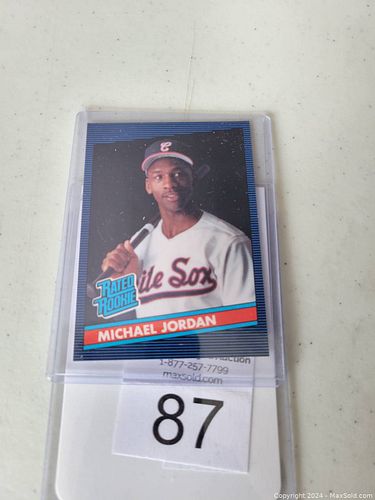 C
ite Sox
RATED
ROOKIE
MICHAEL JORDAN
1-877-257-7799
maxsold.com
87
Copyright 2024 - MaxSold.com